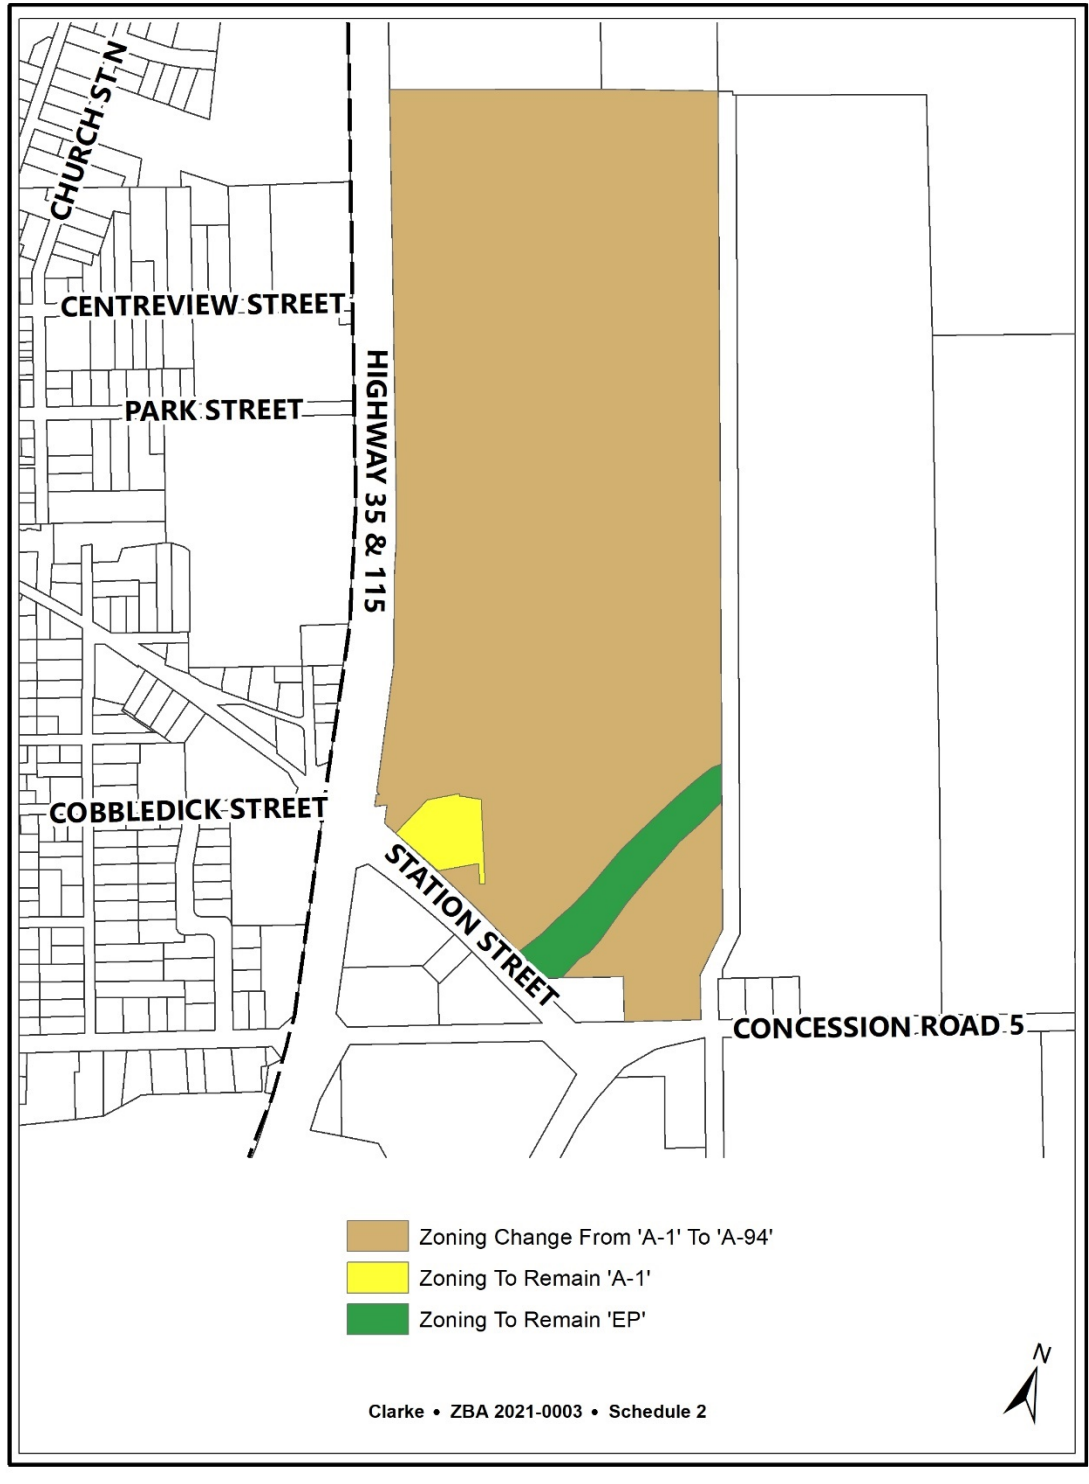 CHURCH ST N
CENTREVIEW STREET
PARK STREET
HIGHWAY 35 & 115
COBBLEDICK STREET
STATION STREET
CONCESSION ROAD 5
Zoning Change From 'A-1' To 'A-94'
Zoning To Remain 'A-1'
Zoning To Remain 'EP'
N
Clarke • ZBA 2021-0003 • Schedule 2